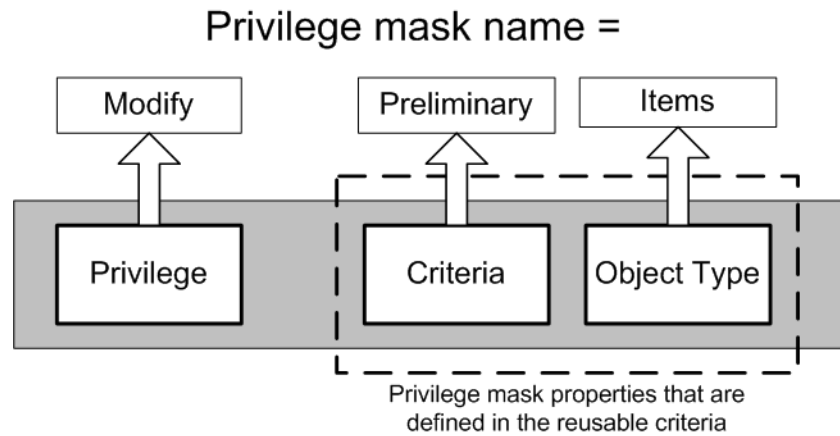 Privilege mask name =
Modify
Preliminary
Items
Privilege
Criteria
Object Type
Privilege mask properties that are
defined in the reusable criteria